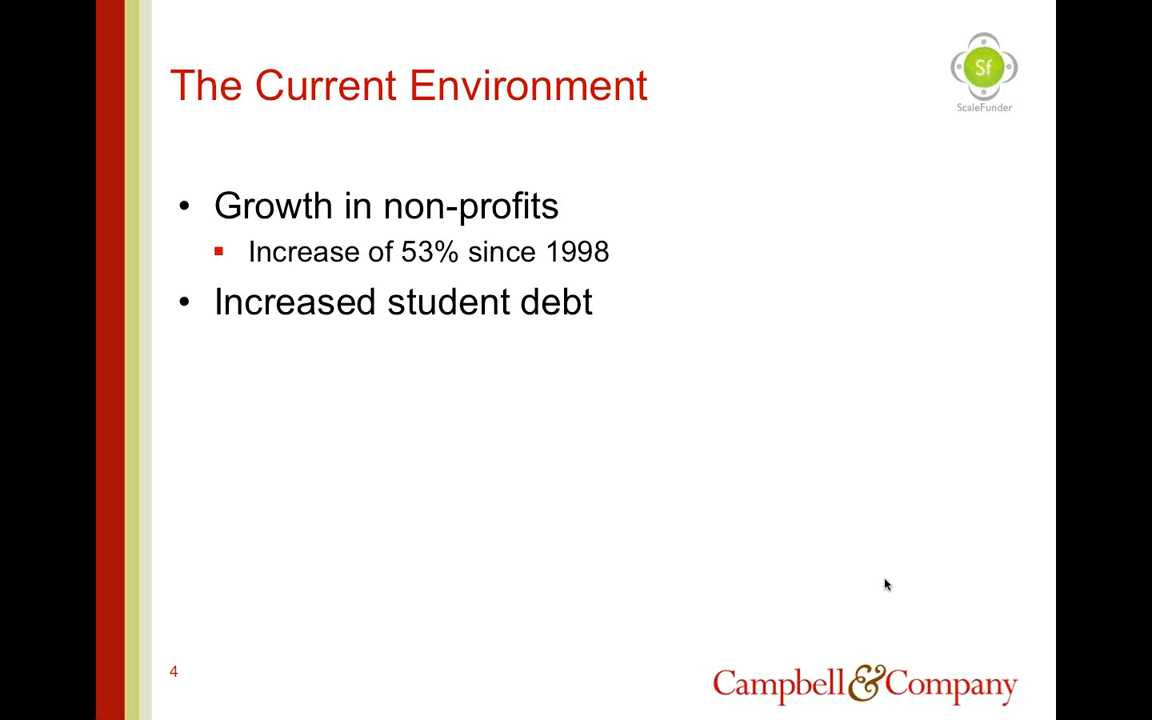 The Current Environment
Sf
ScaleFunder
• Growth in non-profits
▪ Increase of 53% since 1998
• Increased student debt
4
Campbell&Company